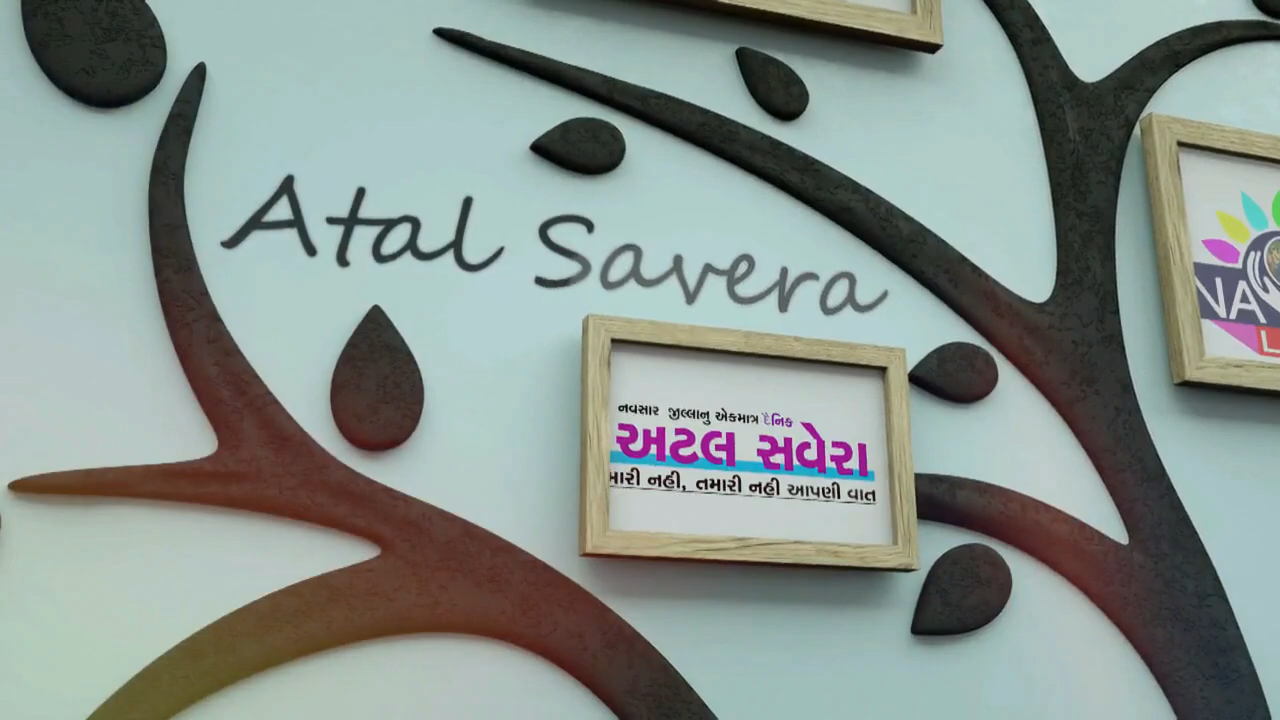 Atal Savera
નવસાર જીલ્લાનુ એકમાત્ર દૈનિક
અટલ સવેરા
મારી નહી, તમારી નહી આપણી વાત